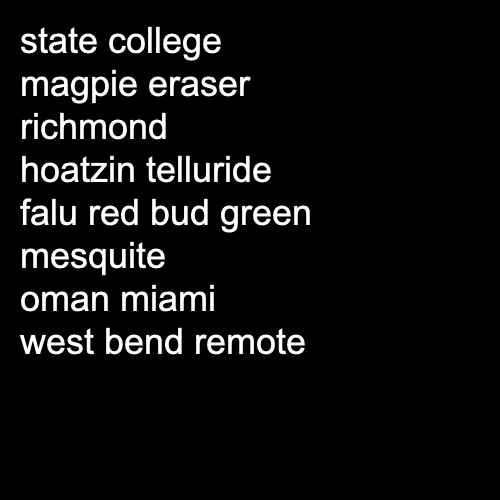 state college
magpie eraser
richmond
hoatzin telluride
falu red bud green
mesquite
oman miami
west bend remote